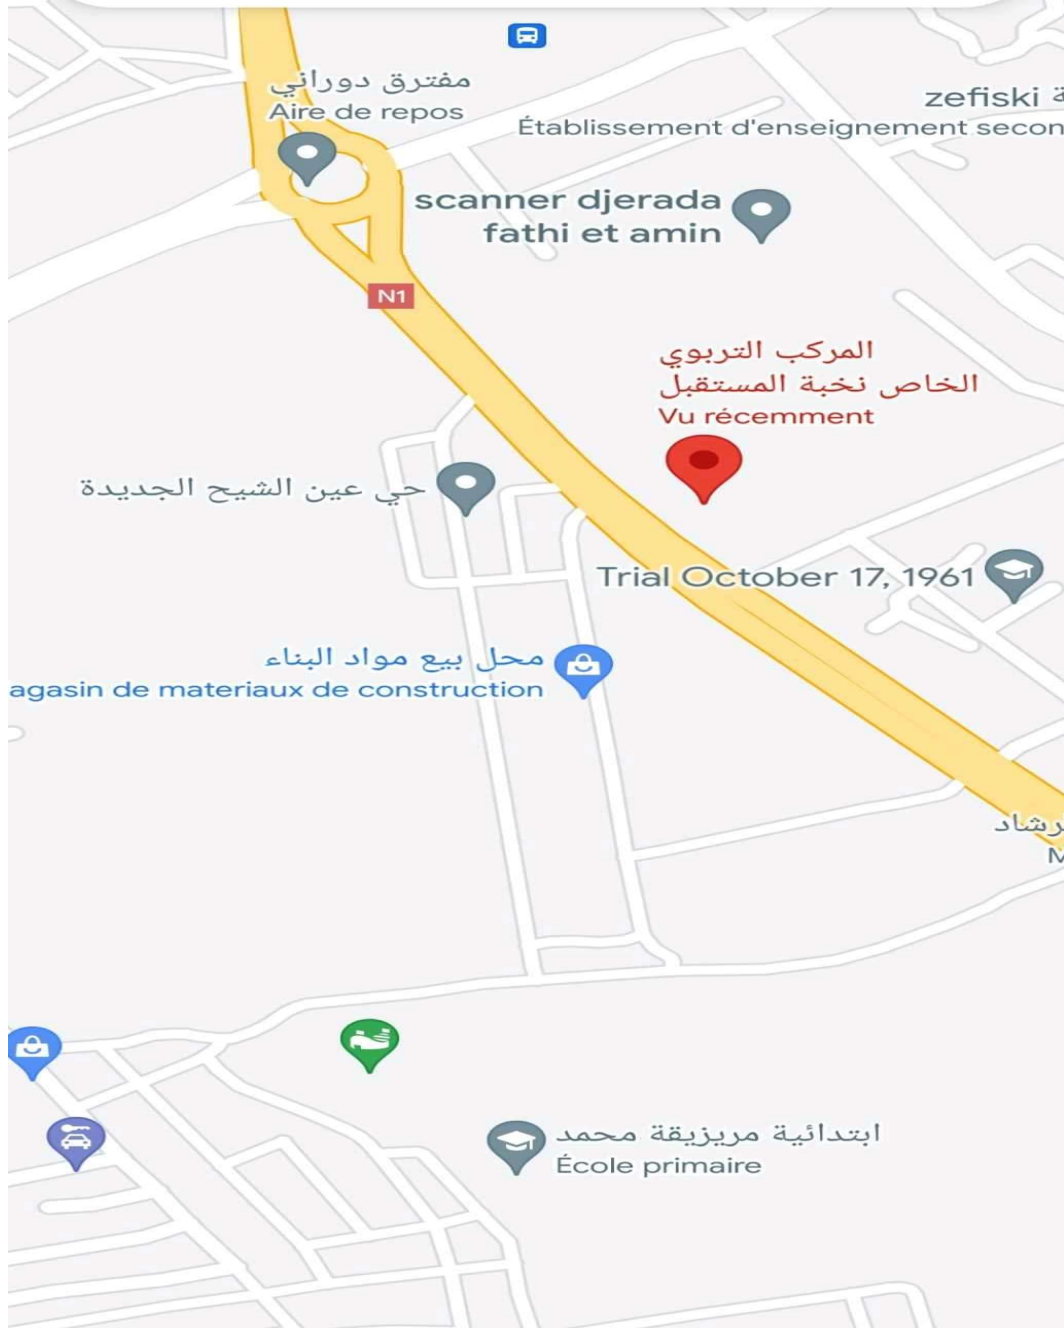 مفترق دوراني
Aire de repos
zefiski
Établissement d'enseignement secon
scanner djerada
fathi et amin
N1
المركب التربوي
الخاص نخبة المستقبل
Vu récemment
حي عين الشيح الجديدة
Trial October 17, 1961
محل بيع مواد البناء
agasin de materiaux de construction
رشاد
M
ابتدائية مريزيقة محمد
École primaire